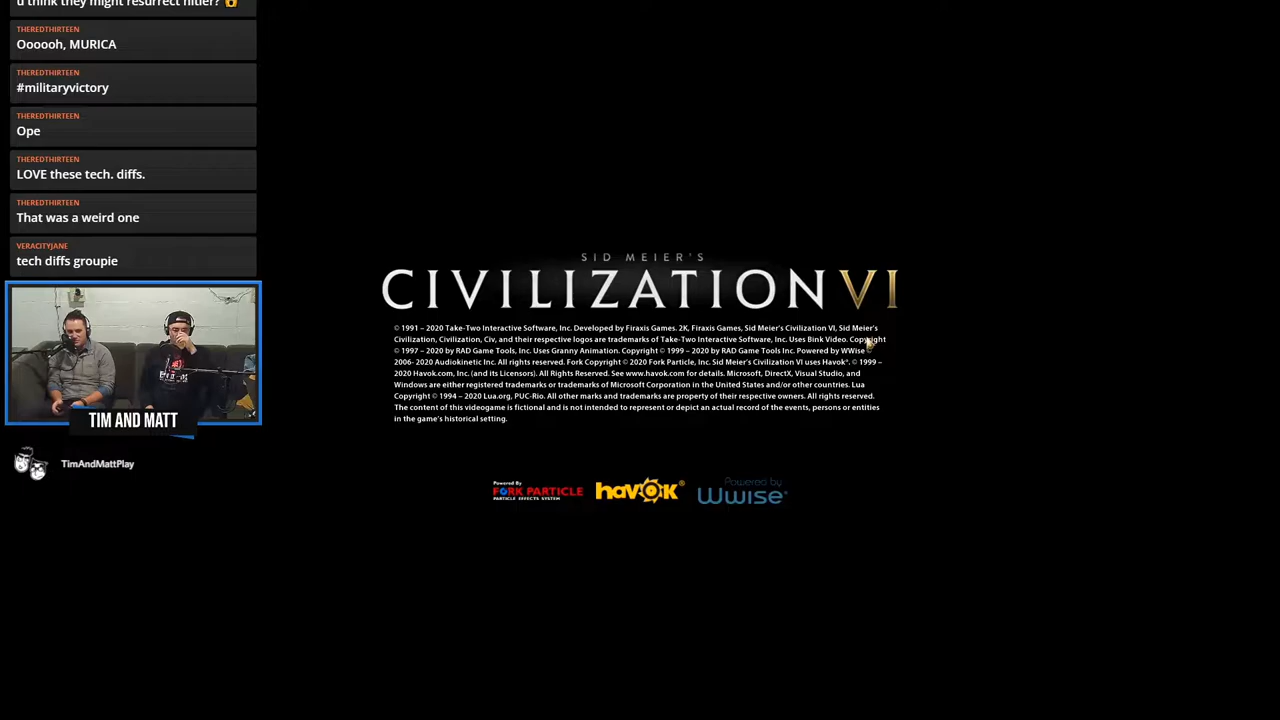 u think they might resurrect hitler?
THEREDTHIRTEEN
Oooooh, MURICA
THEREDTHIRTEEN
#militaryvictory
THEREDTHIRTEEN
Ope
THEREDTHIRTEEN
LOVE these tech. diffs.
THEREDTHIRTEEN
That was a weird one
VERACITYJANE
tech diffs groupie
TIM AND MATT
TimAndMattPlay
SID MEIER'S
CIVILIZATION VI
© 1991 – 2020 Take-Two Interactive Software, Inc. Developed by Firaxis Games. 2K, Firaxis Games, Sid Meier's Civilization VI, Sid Meier's
Civilization, Civilization, Civ, and their respective logos are trademarks of Take-Two Interactive Software, Inc. Uses Bink Video. Copyright
© 1997 – 2020 by RAD Game Tools, Inc. Uses Granny Animation. Copyright © 1999 – 2020 by RAD Game Tools Inc. Powered by WWise ©
2006- 2020 Audiokinetic Inc. All rights reserved. Fork Copyright © 2020 Fork Particle, Inc. Sid Meier's Civilization VI uses Havok®. © 1999 –
2020 Havok.com, Inc. (and its Licensors). All Rights Reserved. See www.havok.com for details. Microsoft, DirectX, Visual Studio, and
Windows are either registered trademarks or trademarks of Microsoft Corporation in the United States and/or other countries. Lua
Copyright © 1994 – 2020 Lua.org, PUC-Rio. All other marks and trademarks are property of their respective owners. All rights reserved.
The content of this videogame is fictional and is not intended to represent or depict an actual record of the events, persons or entities
in the game's historical setting.
Powered By
FORK PARTICLE
PARTICLE EFFECTS SYSTEM
havok®
Powered by
Wwise®